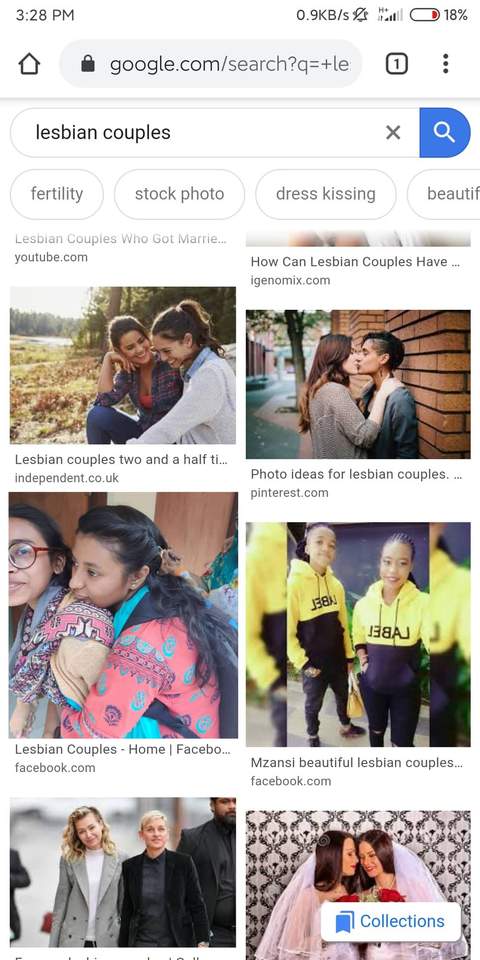 3:28 PM
0.9KB/s
H+
18%
google.com/search?q=+le
1
lesbian couples
fertility
stock photo
dress kissing
beautif
Lesbian Couples Who Got Marrie...
youtube.com
How Can Lesbian Couples Have ...
igenomix.com
Lesbian couples two and a half ti...
independent.co.uk
Photo ideas for lesbian couples. ...
pinterest.com
LABEL
LABEL
Lesbian Couples - Home | Facebo...
facebook.com
Mzansi beautiful lesbian couples...
facebook.com
Collections